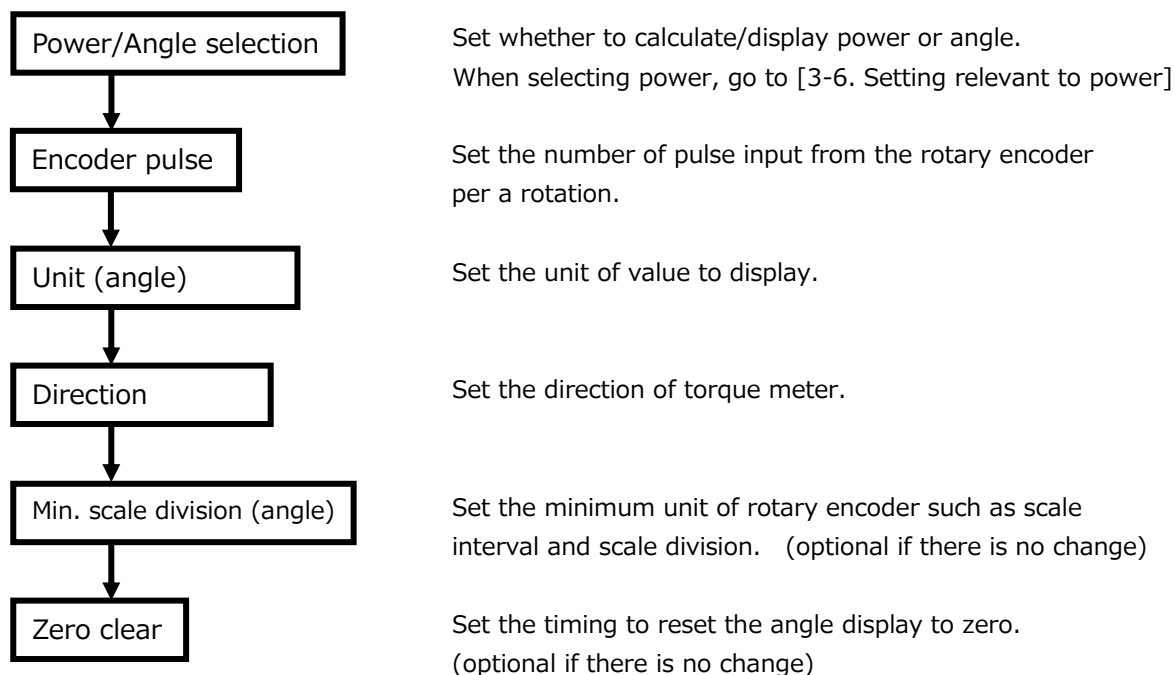 Power/Angle selection
Set whether to calculate/display power or angle.
When selecting power, go to [3-6. Setting relevant to power]
Encoder pulse
Set the number of pulse input from the rotary encoder
per a rotation.
Unit (angle)
Set the unit of value to display.
Direction
Set the direction of torque meter.
Min. scale division (angle)
Set the minimum unit of rotary encoder such as scale
interval and scale division.   (optional if there is no change)
Zero clear
Set the timing to reset the angle display to zero.
(optional if there is no change)